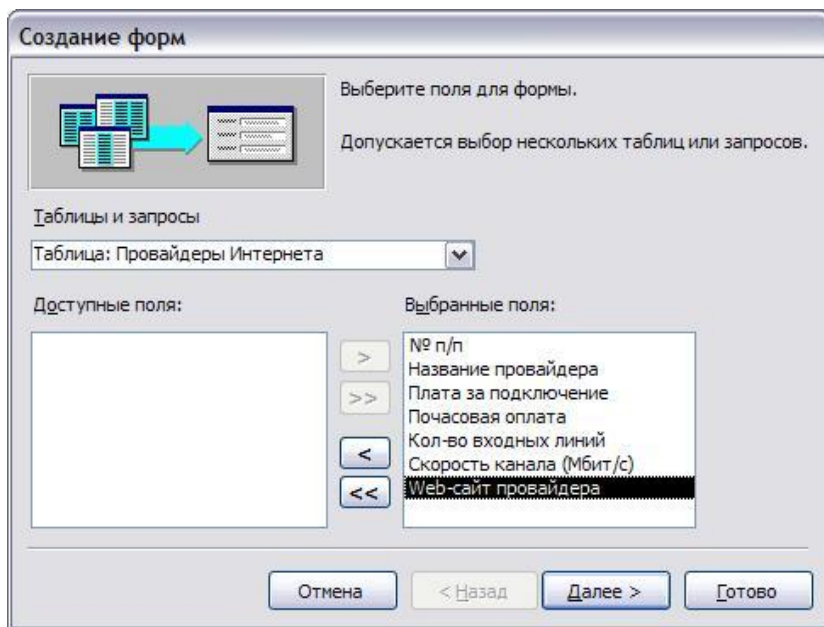 Создание форм
Выберите поля для формы.
Допускается выбор нескольких таблиц или запросов.
Таблицы и запросы
Таблица: Провайдеры Интернета
Доступные поля:
Выбранные поля:
№ п/п
Название провайдера
Плата за подключение
Почасовая оплата
Кол-во входных линий
Скорость канала (Мбит/с)
Web-сайт провайдера
>
>>
<
<<
Отмена
< Назад
Далее >
Готово